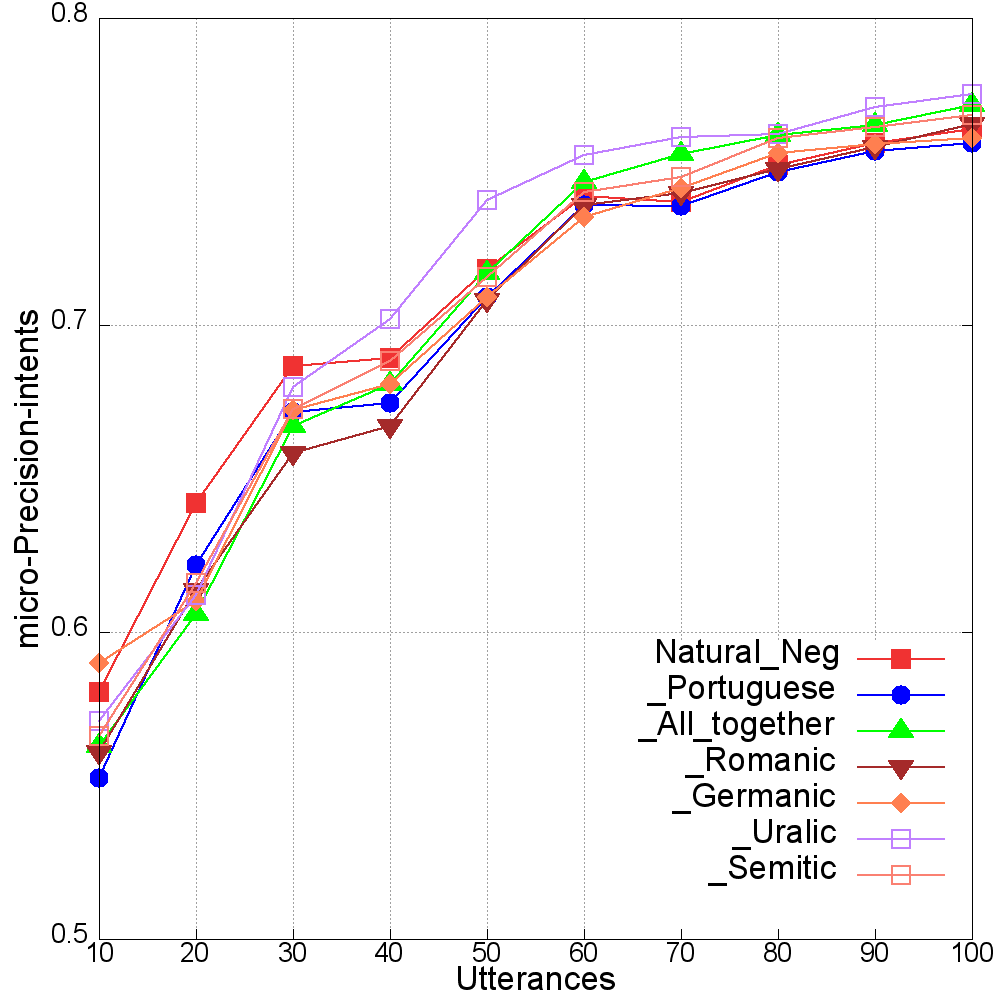 0.8
0.7
0.6
0.5
micro-Precision-intents
Natural_Neg
_Portuguese
_All_together
_Romanic
_Germanic
_Uralic
_Semitic
10 20 30 40 50 60 70 80 90 100
Utterances